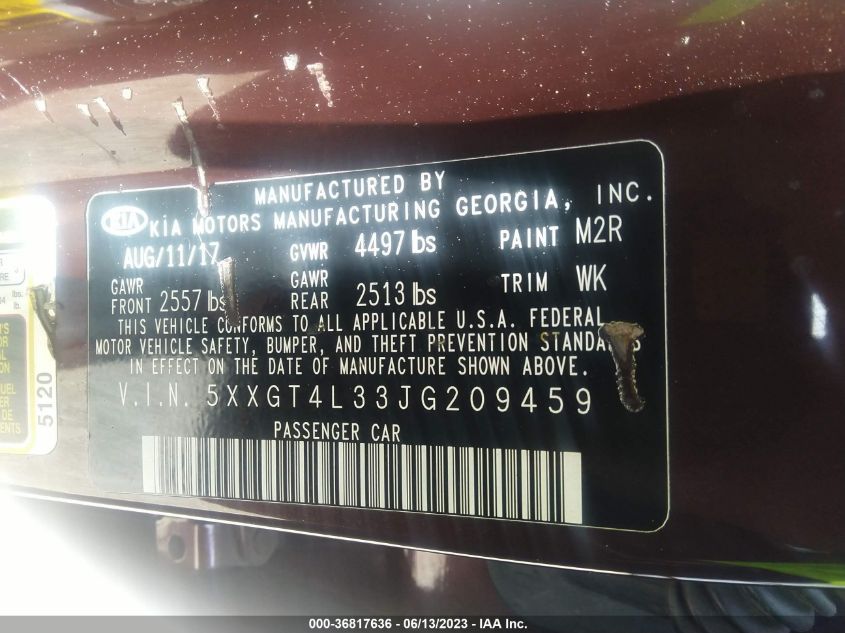 MANUFACTURED BY
KIA KIA MOTORS MANUFACTURING GEORGIA, INC.
AUG/11/17 GVWR 4497 lbs PAINT M2R
GAWR FRONT 2557 lbs GAWR REAR 2513 lbs TRIM WK
THIS VEHICLE CONFORMS TO ALL APPLICABLE U.S.A. FEDERAL
MOTOR VEHICLE SAFETY, BUMPER, AND THEFT PREVENTION STANDARDS
IN EFFECT ON THE DATE OF MANUFACTURE SHOWN ABOVE.
V.I.N. 5XXGT4L33JG209459
PASSENGER CAR
5120
000-36817636 - 06/13/2023 - IAA Inc.